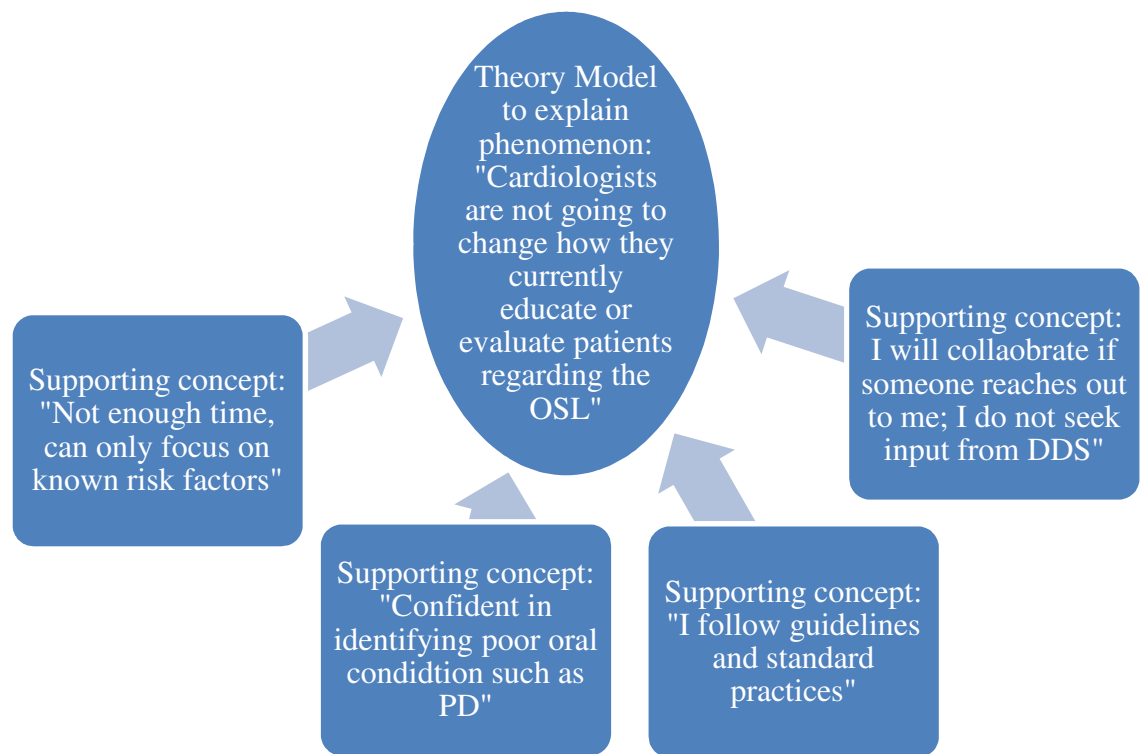 Theory Model
to explain
phenomenon:
"Cardiologists
are not going to
change how they
currently
educate or
evaluate patients
regarding the
OSL"
Supporting concept:
"Not enough time,
can only focus on
known risk factors"
Supporting concept:
"Confident in
identifying poor oral
condidtion such as
PD"
Supporting concept:
"I follow guidelines
and standard
practices"
Supporting concept:
I will collaobrate if
someone reaches out
to me; I do not seek
input from DDS"